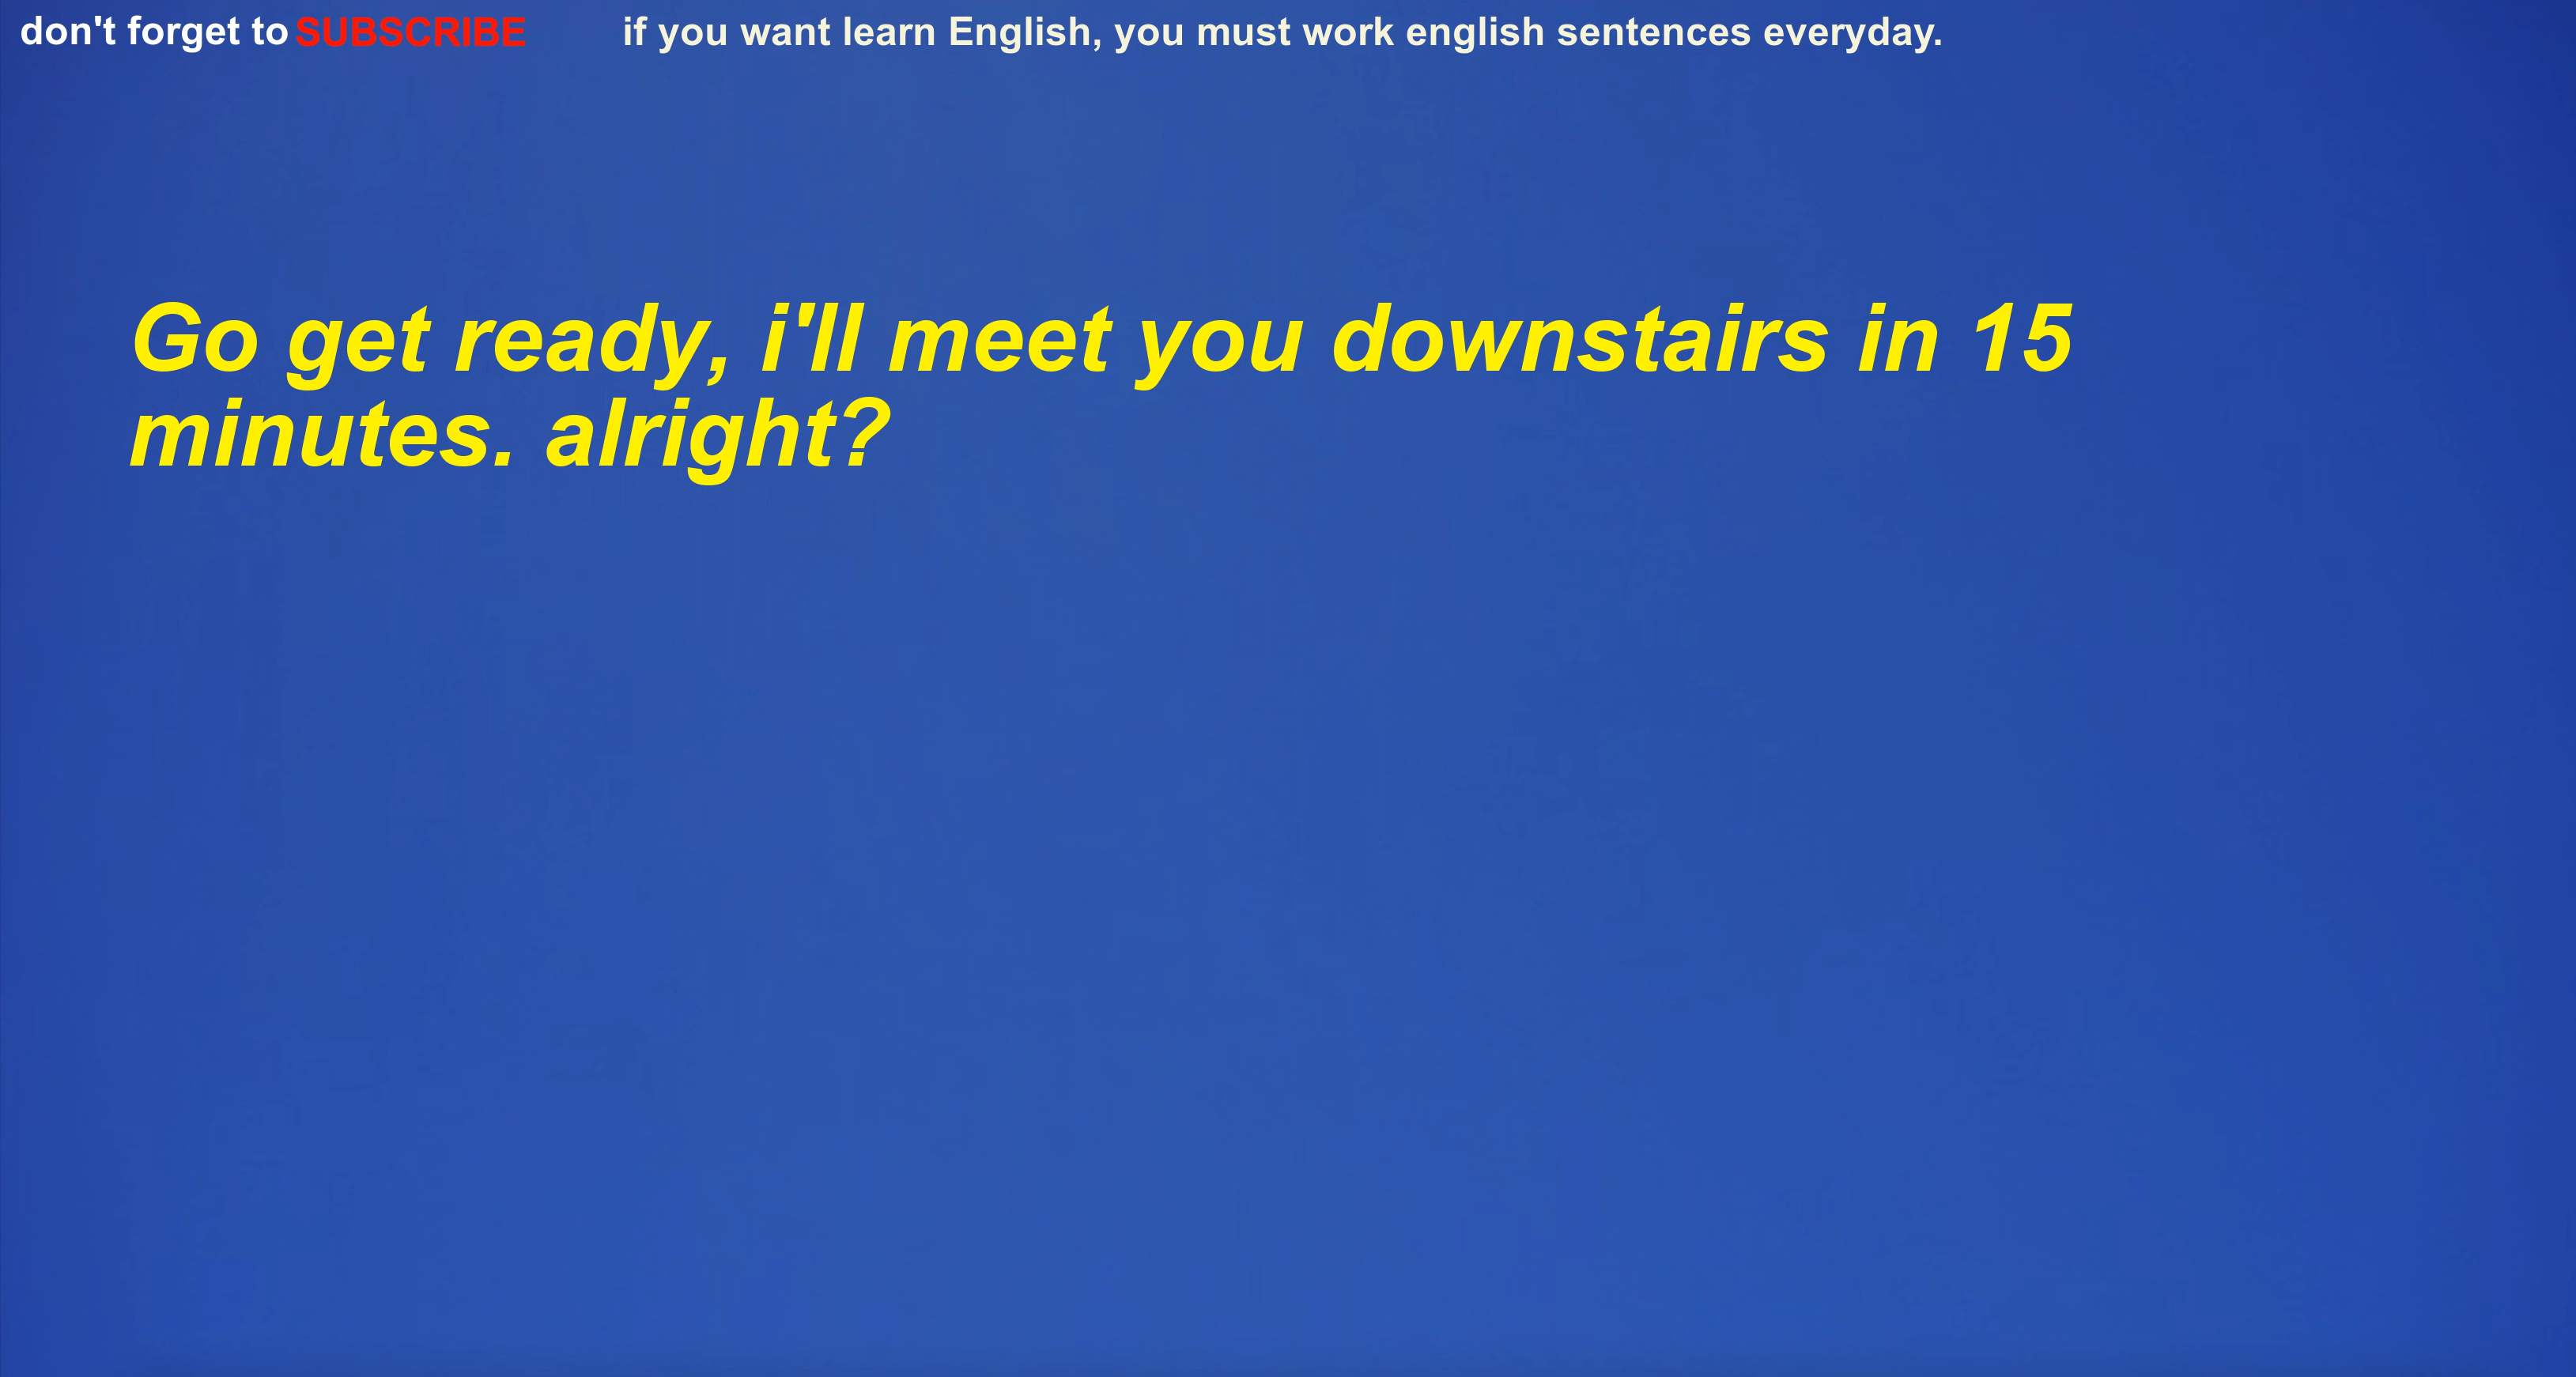 don't forget to SUBSCRIBE if you want learn English, you must work english sentences everyday.
Go get ready, i'll meet you downstairs in 15
minutes. alright?